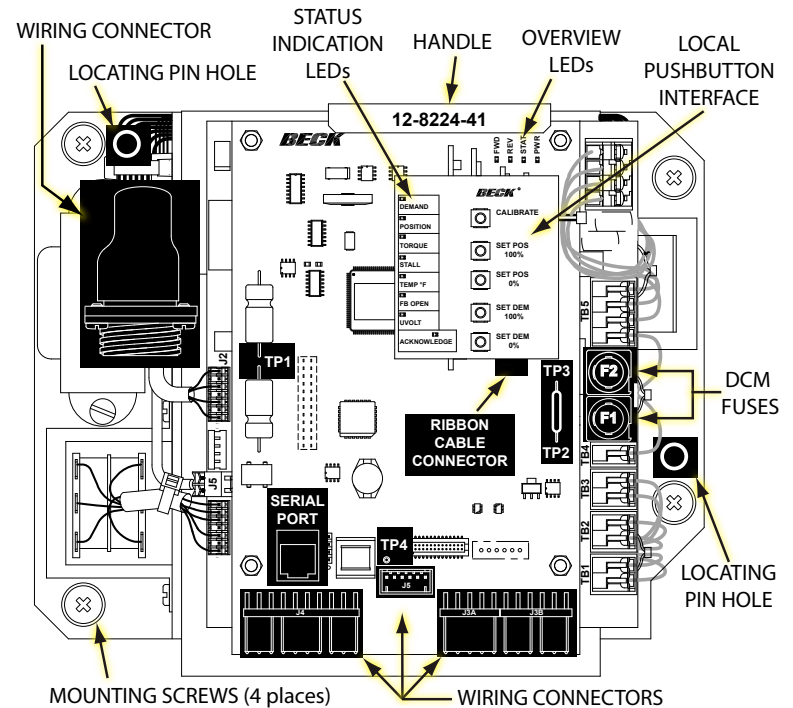 WIRING CONNECTOR
LOCATING PIN HOLE
STATUS
INDICATION
LEDs
HANDLE
OVERVIEW
LEDs
LOCAL
PUSHBUTTON
INTERFACE
12-8224-41
BECK
FWD
REV
STAT
PWR
BECK
DEMAND
POSITION
TORQUE
STALL
TEMP °F
FB OPEN
UVOLT
ACKNOWLEDGE
CALIBRATE
SET POS
100%
SET POS
0%
SET DEM
100%
SET DEM
0%
J2
TP1
TP3
TP2
TB5
F2
F1
DCM
FUSES
RIBBON
CABLE
CONNECTOR
TB4
TB3
TB2
TB1
J5
SERIAL
PORT
TP4
J5
J4
J3A
J3B
LOCATING
PIN HOLE
MOUNTING SCREWS (4 places)
WIRING CONNECTORS